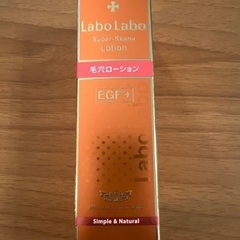 Labo Labo
Super-Keana
Lotion
毛穴ローション
EGF+
Labo
Simple & Natural